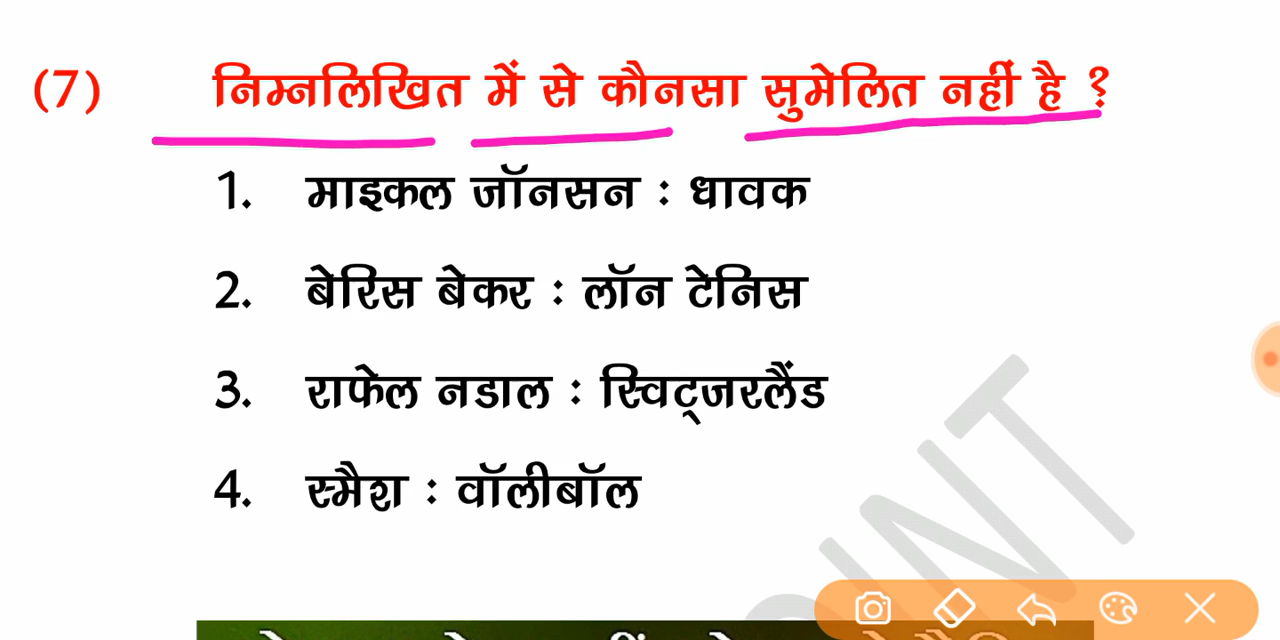 (7) निम्नलिखित में से कौनसा सुमेलित नहीं है ?
1. माइकल जॉनसन : धावक
2. बेरिस बेकर : लॉन टेनिस
3. राफेल नडाल : स्विट्जरलैंड
4. स्मैश : वॉलीबॉल